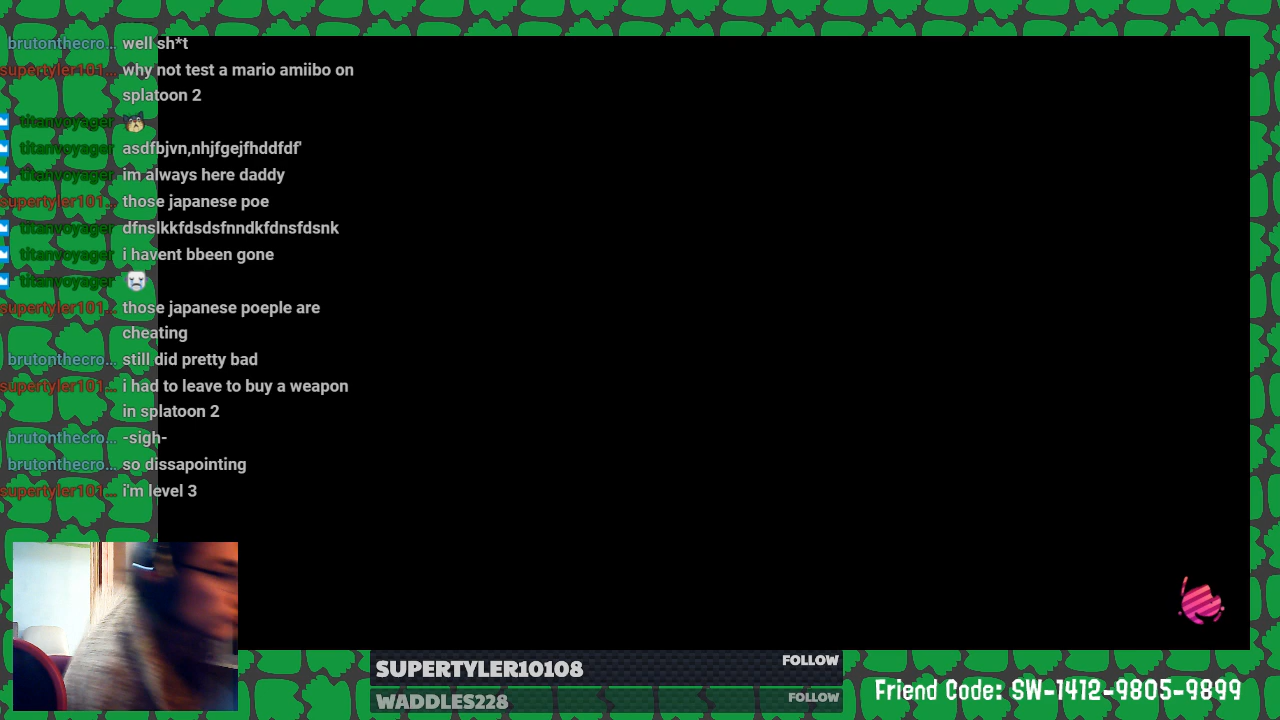 brutonthecro... well sh*t
supertyler101... why not test a mario amiibo on
splatoon 2
titanvoyager
titanvoyager asdfbjvn,nhjfgejfhddfdf'
titanvoyager im always here daddy
supertyler101... those japanese poe
titanvoyager dfnslkkfdsdsfnndkfdnsfdsnk
titanvoyager i havent bbeen gone
titanvoyager
supertyler101... those japanese poeple are
cheating
brutonthecro... still did pretty bad
supertyler101... i had to leave to buy a weapon
in splatoon 2
brutonthecro... -sigh-
brutonthecro... so dissapointing
supertyler101... i'm level 3
SUPERTYLER10108 FOLLOW
WADDLES228 FOLLOW
Friend Code: SW-1412-9805-9899